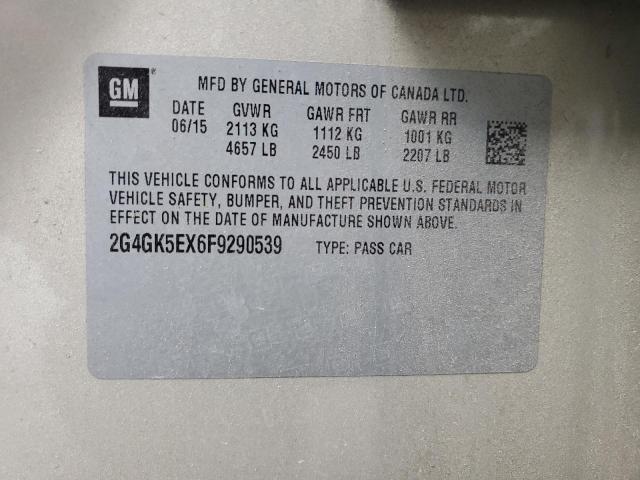 GM
MFD BY GENERAL MOTORS OF CANADA LTD.
DATE GVWR GAWR FRT GAWR RR
06/15 2113 KG 1112 KG 1001 KG
4657 LB 2450 LB 2207 LB
THIS VEHICLE CONFORMS TO ALL APPLICABLE U.S. FEDERAL MOTOR
VEHICLE SAFETY, BUMPER, AND THEFT PREVENTION STANDARDS IN
EFFECT ON THE DATE OF MANUFACTURE SHOWN ABOVE.
2G4GK5EX6F9290539 TYPE: PASS CAR